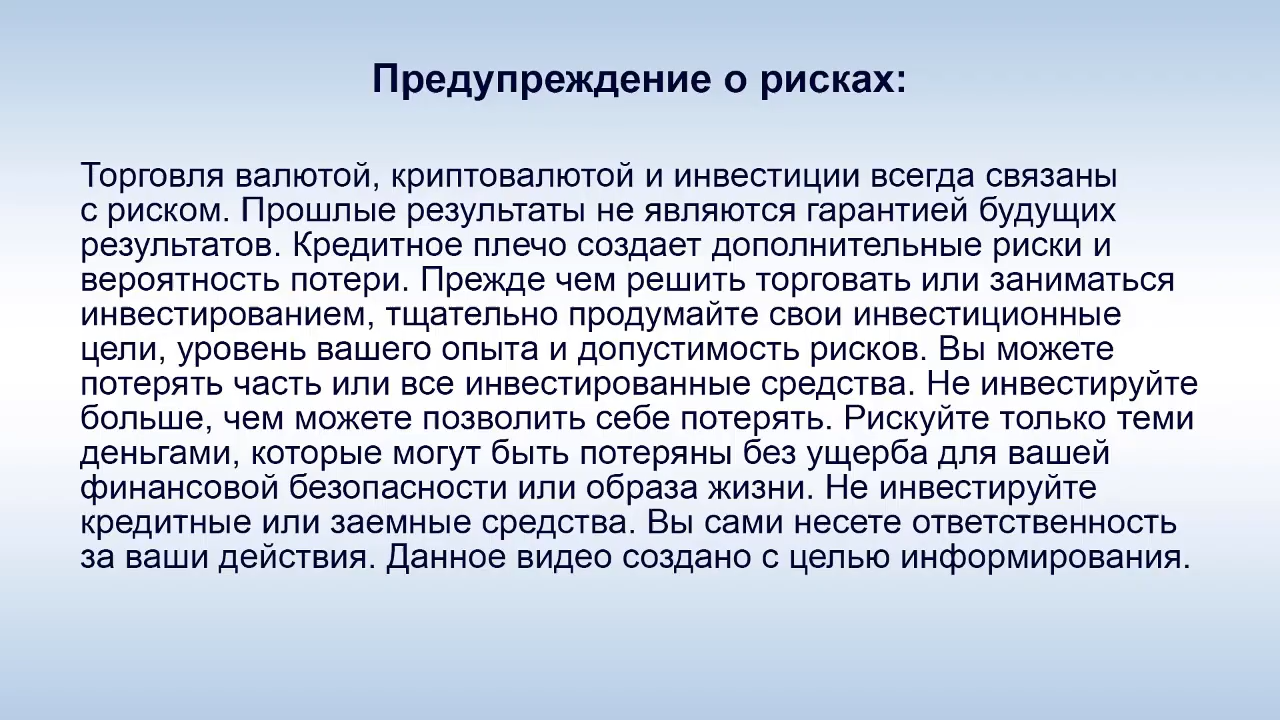 Предупреждение о рисках:
Торговля валютой, криптовалютой и инвестиции всегда связаны
с риском. Прошлые результаты не являются гарантией будущих
результатов. Кредитное плечо создает дополнительные риски и
вероятность потери. Прежде чем решить торговать или заниматься
инвестированием, тщательно продумайте свои инвестиционные
цели, уровень вашего опыта и допустимость рисков. Вы можете
потерять часть или все инвестированные средства. Не инвестируйте
больше, чем можете позволить себе потерять. Рискуйте только теми
деньгами, которые могут быть потеряны без ущерба для вашей
финансовой безопасности или образа жизни. Не инвестируйте
кредитные или заемные средства. Вы сами несете ответственность
за ваши действия. Данное видео создано с целью информирования.